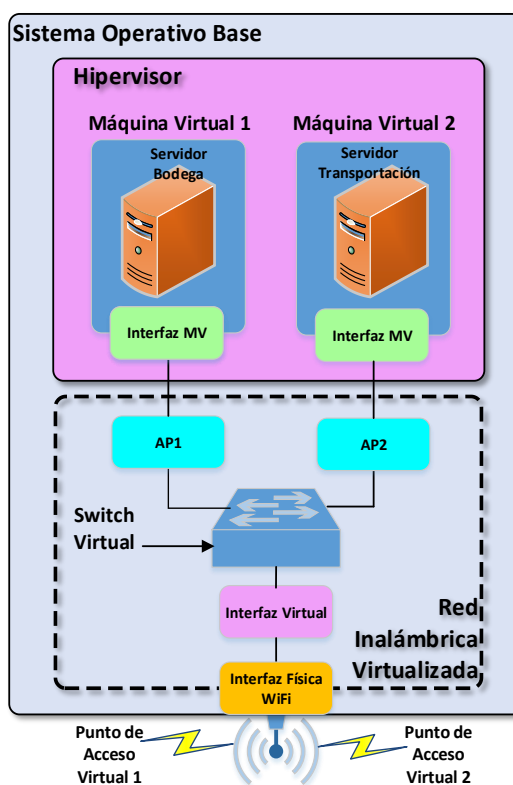 Sistema Operativo Base
Hipervisor
Máquina Virtual 1
Máquina Virtual 2
Servidor
Bodega
Servidor
Transportación
Interfaz MV
Interfaz MV
AP1
AP2
Switch
Virtual
Interfaz Virtual
Red
Inalámbrica
Virtualizada
Interfaz Física
WiFi
Punto de
Acceso
Virtual 1
Punto de
Acceso
Virtual 2